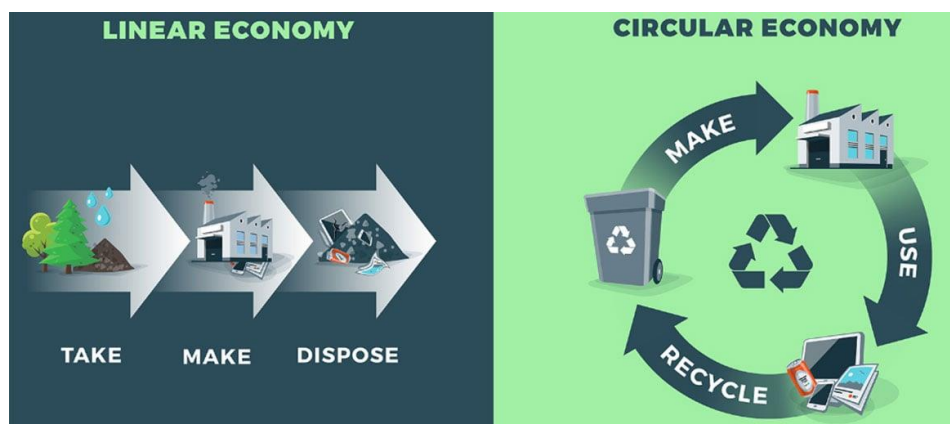 LINEAR ECONOMY
TAKE
MAKE
DISPOSE
CIRCULAR ECONOMY
MAKE
USE
RECYCLE